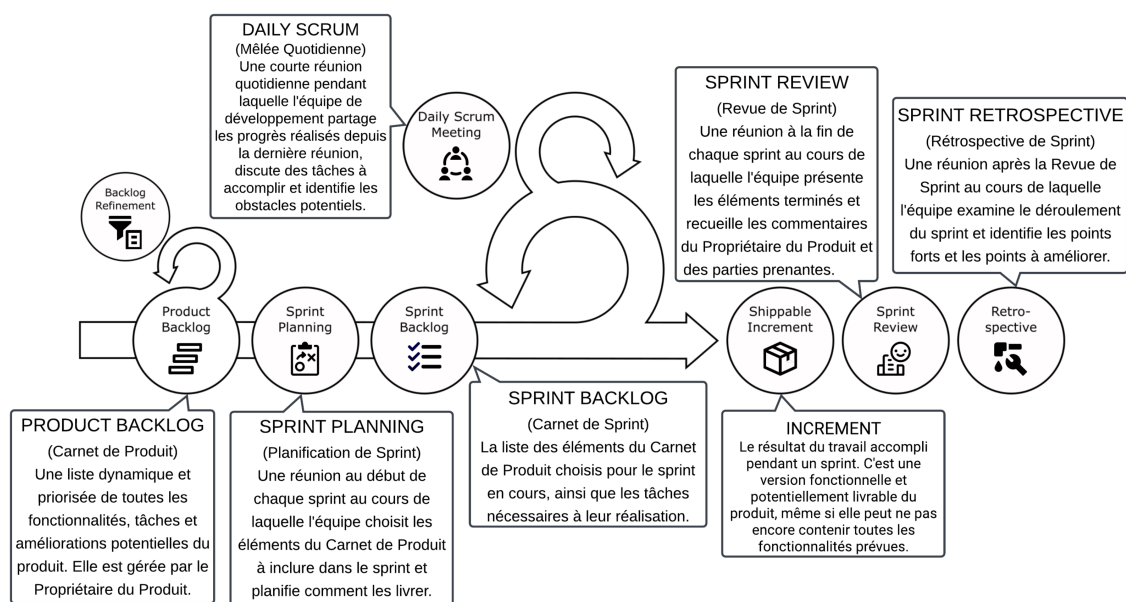 DAILY SCRUM
(Mêlée Quotidienne)
Une courte réunion
quotidienne pendant
laquelle l'équipe de
développement partage
les progrès réalisés depuis
la dernière réunion,
discute des tâches à
accomplir et identifie les
obstacles potentiels.
Daily Scrum
Meeting
SPRINT REVIEW
(Revue de Sprint)
Une réunion à la fin de
chaque sprint au cours de
laquelle l'équipe présente
les éléments terminés et
recueille les commentaires
du Propriétaire du Produit et
des parties prenantes.
SPRINT RETROSPECTIVE
(Rétrospective de Sprint)
Une réunion après la Revue de
Sprint au cours de laquelle
l'équipe examine le déroulement
du sprint et identifie les points
forts et les points à améliorer.
Backlog
Refinement
Product
Backlog
Sprint
Planning
Sprint
Backlog
Shippable
Increment
Sprint
Review
Retro-
spective
PRODUCT BACKLOG
(Carnet de Produit)
Une liste dynamique et
priorisée de toutes les
fonctionnalités, tâches et
améliorations potentielles du
produit. Elle est gérée par le
Propriétaire du Produit.
SPRINT PLANNING
(Planification de Sprint)
Une réunion au début de
chaque sprint au cours de
laquelle l'équipe choisit les
éléments du Carnet de Produit
à inclure dans le sprint et
planifie comment les livrer.
SPRINT BACKLOG
(Carnet de Sprint)
La liste des éléments du Carnet
de Produit choisis pour le sprint
en cours, ainsi que les tâches
nécessaires à leur réalisation.
INCREMENT
Le résultat du travail accompli
pendant un sprint. C'est une
version fonctionnelle et
potentiellement livrable du
produit, même si elle peut ne pas
encore contenir toutes les
fonctionnalités prévues.